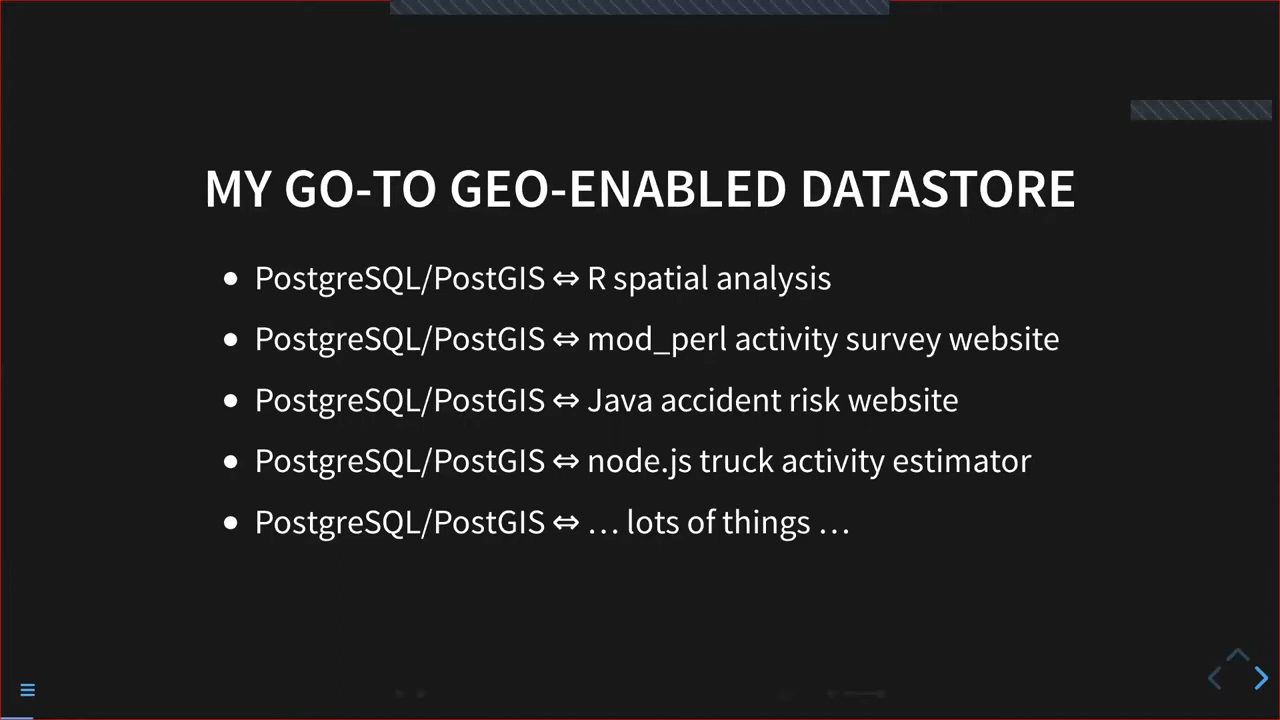 MY GO-TO GEO-ENABLED DATASTORE
• PostgreSQL/PostGIS ⇔ R spatial analysis
• PostgreSQL/PostGIS ⇔ mod_perl activity survey website
• PostgreSQL/PostGIS ⇔ Java accident risk website
• PostgreSQL/PostGIS ⇔ node.js truck activity estimator
• PostgreSQL/PostGIS ⇔ … lots of things …